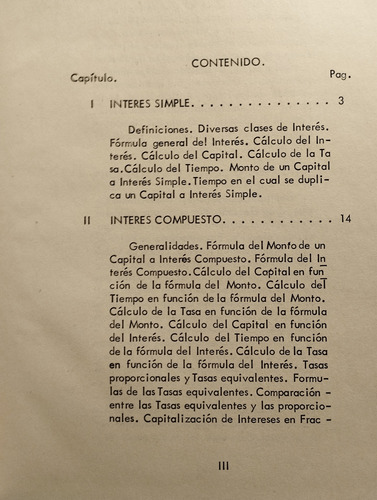 CONTENIDO.
Capítulo. Pag.
I INTERES SIMPLE. . . . . . . . . . . . . . . 3
Definiciones. Diversas clases de Interés.
Fórmula general del Interés. Cálculo del In-
terés. Cálculo del Capital. Cálculo de la Ta
sa.Cálculo del Tiempo. Monto de un Capital
a Interés Simple.Tiempo en el cual se dupli-
ca un Capital a Interés Simple.
II INTERES COMPUESTO. . . . . . . . . . . . 14
Generalidades. Fórmula del Monto de un
Capital a Interés Compuesto. Fórmula del In
terés Compuesto.Cálculo del Capital en fun
ción de la fórmula del Monto. Cálculo del
Tiempo en función de la fórmula del Monto.
Cálculo de la Tasa en función de la fórmula
del Monto. Cálculo del Capital en función
del Interés. Cálculo del Tiempo en función
de la fórmula del Interés. Cálculo de la Tasa
en función de la fórmula del Interés. Tasas
proporcionales y Tasas equivalentes. Formu-
las de las Tasas equivalentes. Comparación -
entre las Tasas equivalentes y las proporcio-
nales. Capitalización de Intereses en Frac -
III